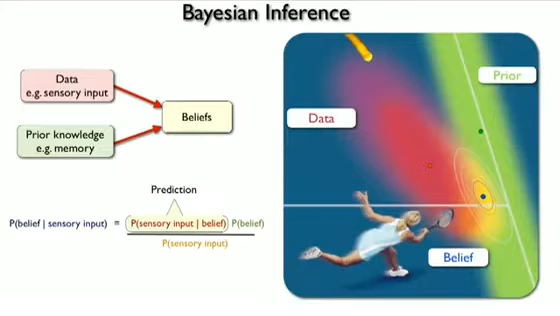 Bayesian Inference
Data
e.g. sensory input
Prior knowledge
e.g. memory
Beliefs
Prediction
P(belief | sensory input) = P(sensory input | belief) P(belief)
P(sensory input)
Prior
Data
Belief